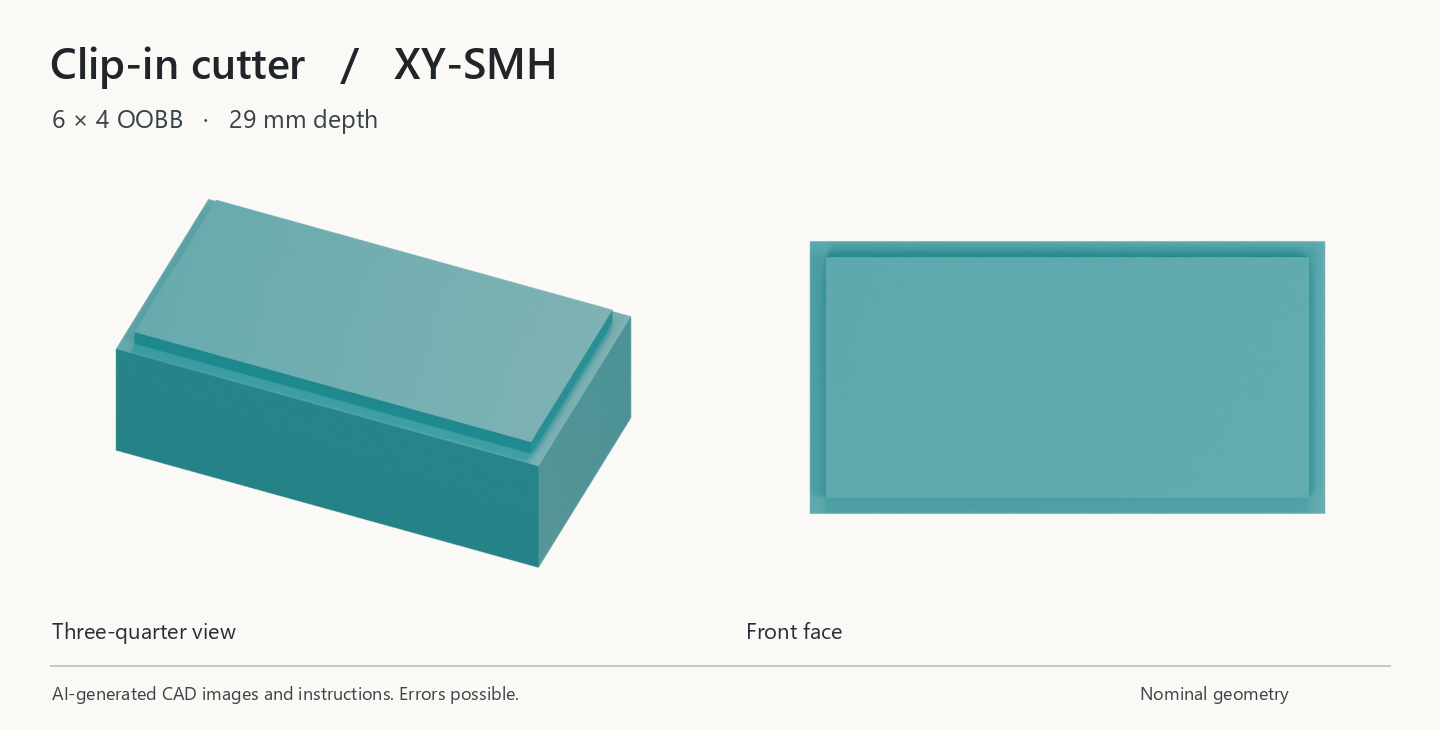 Clip-in cutter / XY-SMH
6 × 4 OOBB · 29 mm depth
Three-quarter view
Front face
AI-generated CAD images and instructions. Errors possible.
Nominal geometry